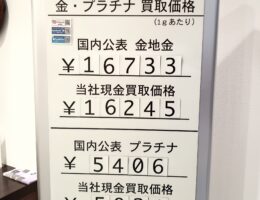 金・プラチナ 買取価格
(1gあたり)
国内公表 金地金
¥16733
当社現金買取価格
¥16245
国内公表 プラチナ
¥5406
当社現金買取価格
¥